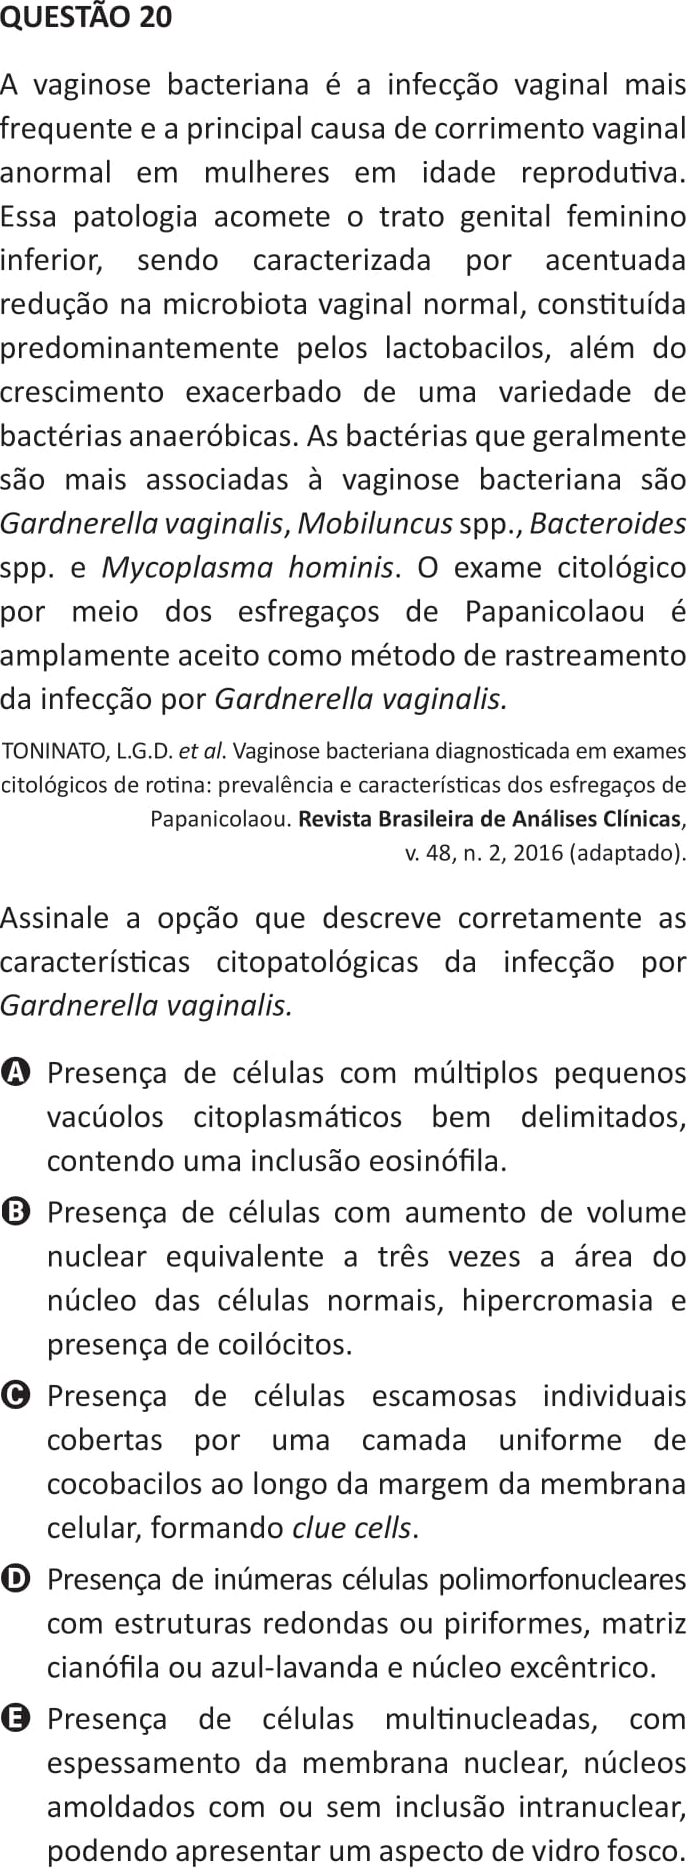 QUESTÃO 20
A vaginose bacteriana é a infecção vaginal mais
frequente e a principal causa de corrimento vaginal
anormal em mulheres em idade reprodutiva.
Essa patologia acomete o trato genital feminino
inferior, sendo caracterizada por acentuada
redução na microbiota vaginal normal, constituída
predominantemente pelos lactobacilos, além do
crescimento exacerbado de uma variedade de
bactérias anaeróbicas. As bactérias que geralmente
são mais associadas à vaginose bacteriana são
Gardnerella vaginalis, Mobiluncus spp., Bacteroides
spp. e Mycoplasma hominis. O exame citológico
por meio dos esfregaços de Papanicolaou é
amplamente aceito como método de rastreamento
da infecção por Gardnerella vaginalis.
TONINATO, L.G.D. et al. Vaginose bacteriana diagnosticada em exames
citológicos de rotina: prevalência e características dos esfregaços de
Papanicolaou. Revista Brasileira de Análises Clínicas,
v. 48, n. 2, 2016 (adaptado).
Assinale a opção que descreve corretamente as
características citopatológicas da infecção por
Gardnerella vaginalis.
A Presença de células com múltiplos pequenos
vacúolos citoplasmáticos bem delimitados,
contendo uma inclusão eosinófila.
B Presença de células com aumento de volume
nuclear equivalente a três vezes a área do
núcleo das células normais, hipercromasia e
presença de coilócitos.
C Presença de células escamosas individuais
cobertas por uma camada uniforme de
cocobacilos ao longo da margem da membrana
celular, formando clue cells.
D Presença de inúmeras células polimorfonucleares
com estruturas redondas ou piriformes, matriz
cianófila ou azul-lavanda e núcleo excêntrico.
E Presença de células multinucleadas, com
espessamento da membrana nuclear, núcleos
amoldados com ou sem inclusão intranuclear,
podendo apresentar um aspecto de vidro fosco.